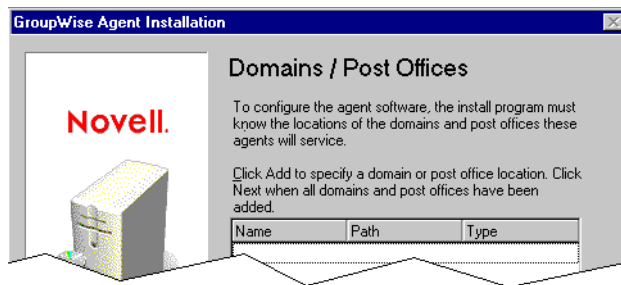 GroupWise Agent Installation
Domains / Post Offices
Novell.
To configure the agent software, the install program must
know the locations of the domains and post offices these
agents will service.
Click Add to specify a domain or post office location. Click
Next when all domains and post offices have been
added.
Name Path Type